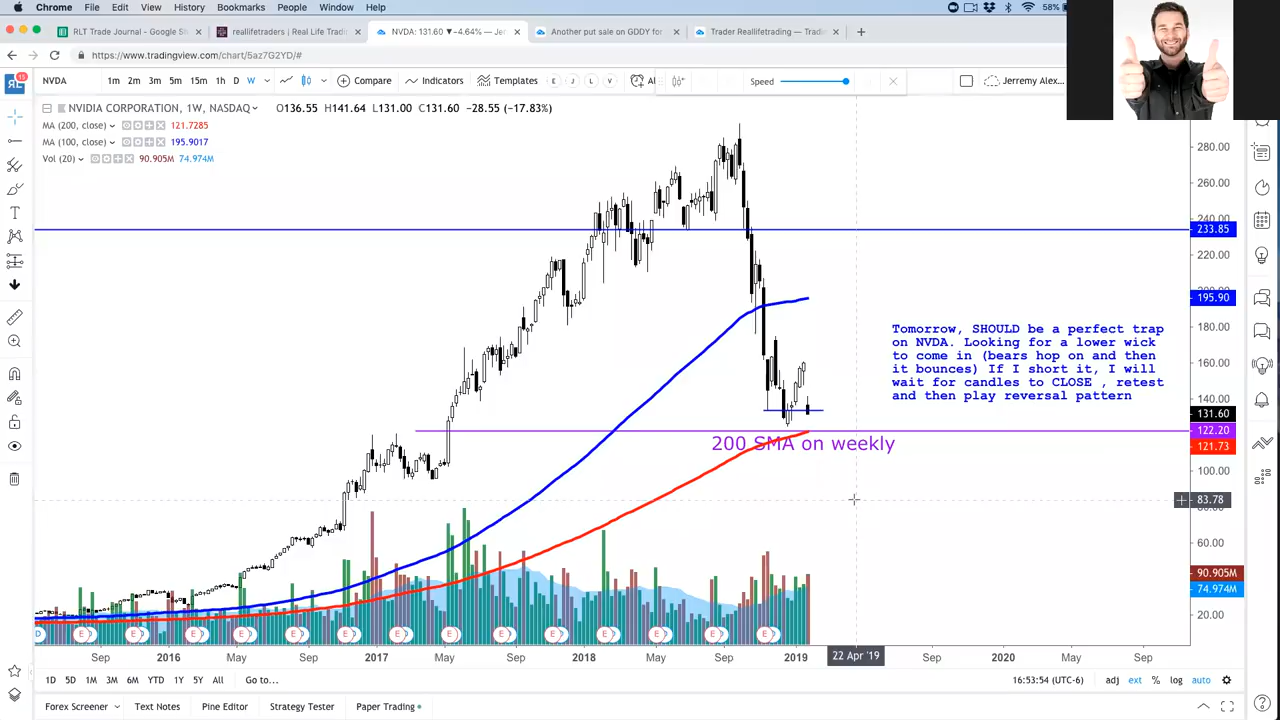 Chrome File Edit View History Bookmarks People Window Help 58%
RLT Trade Journal - Google Sh reallifetraders | Real Life Tradi NVDA: 131.60 ▼−4.64% — Jer Another put sale on GDDY for Trader Reallifetrading — Trad
https://www.tradingview.com/chart/5az7G2YD/#
15
NVDA 1m 2m 3m 5m 15m 1h D W Compare Indicators Templates E J L V Al Speed Jerremy Alex...
NVIDIA CORPORATION, 1W, NASDAQ O136.55 H141.64 L131.00 C131.60 -28.55 (-17.83%)
MA (200, close) 121.7285
MA (100, close) 195.9017
Vol (20) 90.905M 74.974M
280.00
260.00
240.00
233.85
220.00
195.90
180.00
160.00
140.00
131.60
122.20
121.73
100.00
83.78
60.00
90.905M
74.974M
20.00
Tomorrow, SHOULD be a perfect trap
on NVDA. Looking for a lower wick
to come in (bears hop on and then
it bounces) If I short it, I will
wait for candles to CLOSE , retest
and then play reversal pattern
200 SMA on weekly
D E E E E E E E E E E E
Sep 2016 May Sep 2017 May Sep 2018 May Sep 2019 22 Apr '19 Sep 2020 May Sep
1D 5D 1M 3M 6M YTD 1Y 5Y All Go to... 16:53:54 (UTC-6) adj ext % log auto
Forex Screener Text Notes Pine Editor Strategy Tester Paper Trading